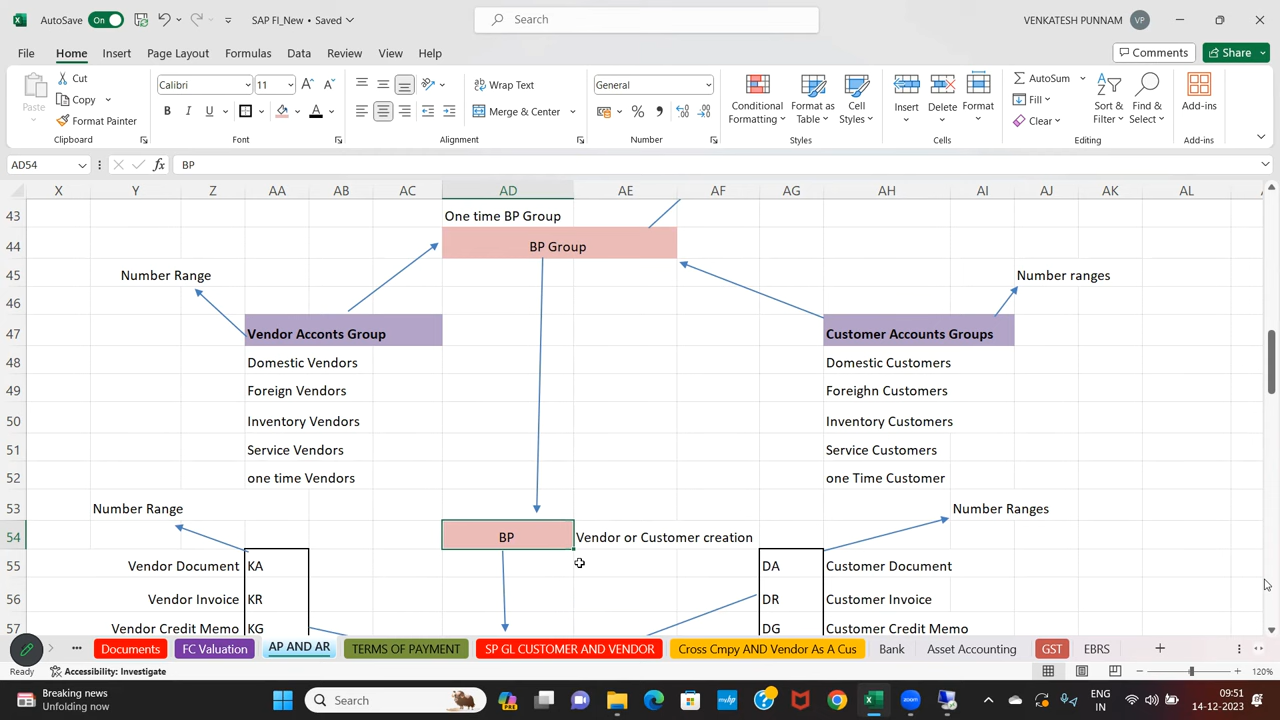 AutoSave On SAP FI_New • Saved Search VENKATESH PUNNAM VP
File Home Insert Page Layout Formulas Data Review View Help Comments Share
Paste Cut Copy Format Painter Clipboard
Calibri 11 B I U A Font
Wrap Text Merge & Center Alignment
General % Number
Conditional Formatting Format as Table Cell Styles Styles
Insert Delete Format Cells
AutoSum Fill Clear Sort & Filter Find & Select Editing
Add-ins Add-ins
AD54 fx BP
X Y Z AA AB AC AD AE AF AG AH AI AJ AK AL
43 One time BP Group
44 BP Group
45 Number Range Number ranges
46
47 Vendor Acconts Group Customer Accounts Groups
48 Domestic Vendors Domestic Customers
49 Foreign Vendors Foreighn Customers
50 Inventory Vendors Inventory Customers
51 Service Vendors Service Customers
52 one time Vendors one Time Customer
53 Number Range Number Ranges
54 BP Vendor or Customer creation
55 Vendor Document KA DA Customer Document
56 Vendor Invoice KR DR Customer Invoice
57 Vendor Credit Memo KG DG Customer Credit Memo
Documents FC Valuation AP AND AR TERMS OF PAYMENT SP GL CUSTOMER AND VENDOR Cross Cmpy AND Vendor As A Cus Bank Asset Accounting GST EBRS
Ready Accessibility: Investigate 120%
Breaking news
Unfolding now
Search PRE hp zoom ENG
IN 09:51
14-12-2023